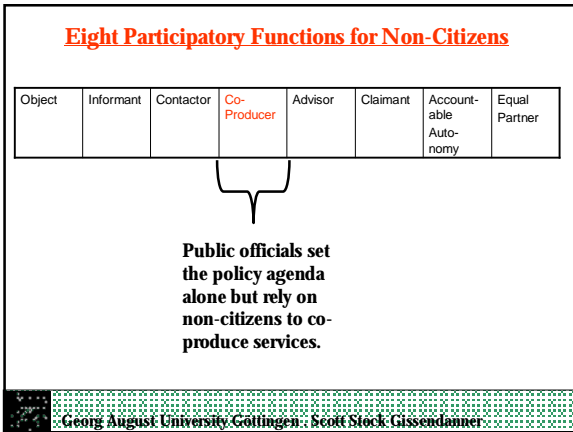 Eight Participatory Functions for Non-Citizens
Object Informant Contactor Co-Producer Advisor Claimant Account-able Auto-nomy Equal Partner
Public officials set
the policy agenda
alone but rely on
non-citizens to co-
produce services.
Georg August University Göttingen . Scott Stock Gissendanner